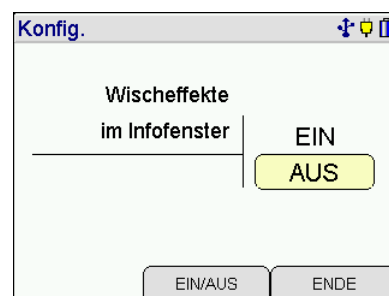 Konfig.
Wischeffekte
im Infofenster
EIN
AUS
EIN/AUS
ENDE